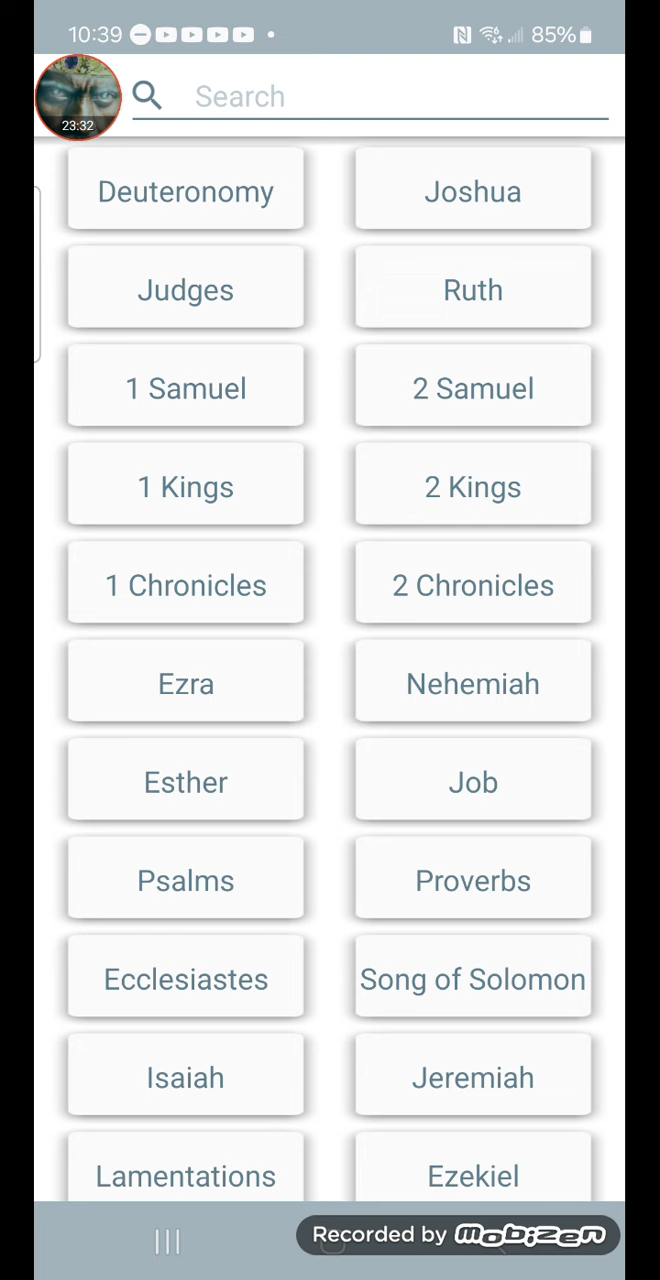 10:39 85%
Search
23:32
Deuteronomy Joshua
Judges Ruth
1 Samuel 2 Samuel
1 Kings 2 Kings
1 Chronicles 2 Chronicles
Ezra Nehemiah
Esther Job
Psalms Proverbs
Ecclesiastes Song of Solomon
Isaiah Jeremiah
Lamentations Ezekiel
Recorded by mobizen